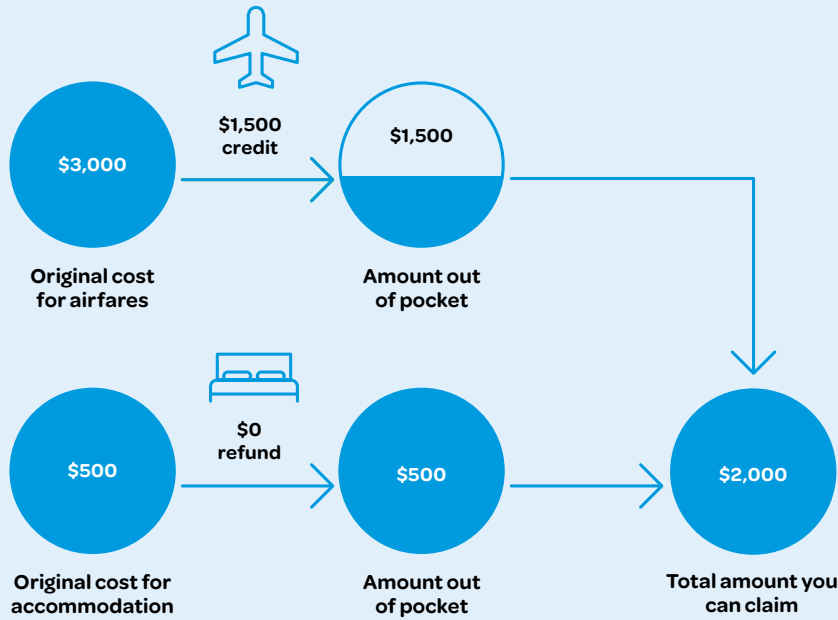 $3,000
$1,500
credit
$1,500
Original cost
for airfares
Amount out
of pocket
$500
$0
refund
$500
$2,000
Original cost for
accommodation
Amount out
of pocket
Total amount you
can claim